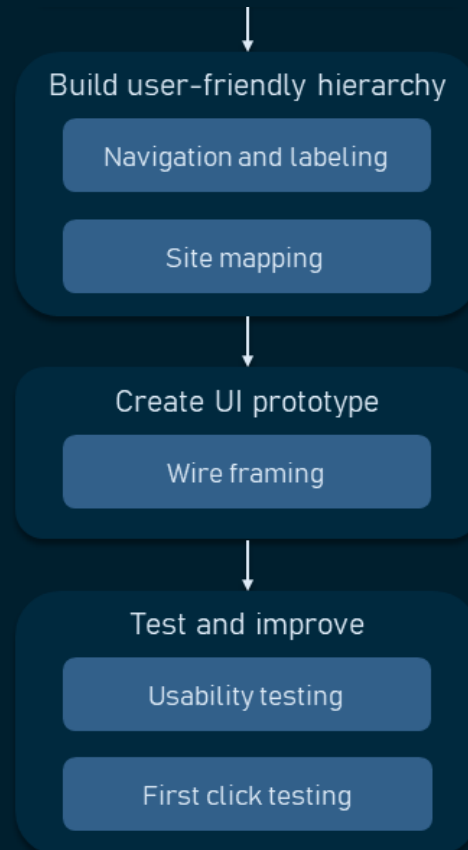 Build user-friendly hierarchy
Navigation and labeling
Site mapping
Create UI prototype
Wire framing
Test and improve
Usability testing
First click testing